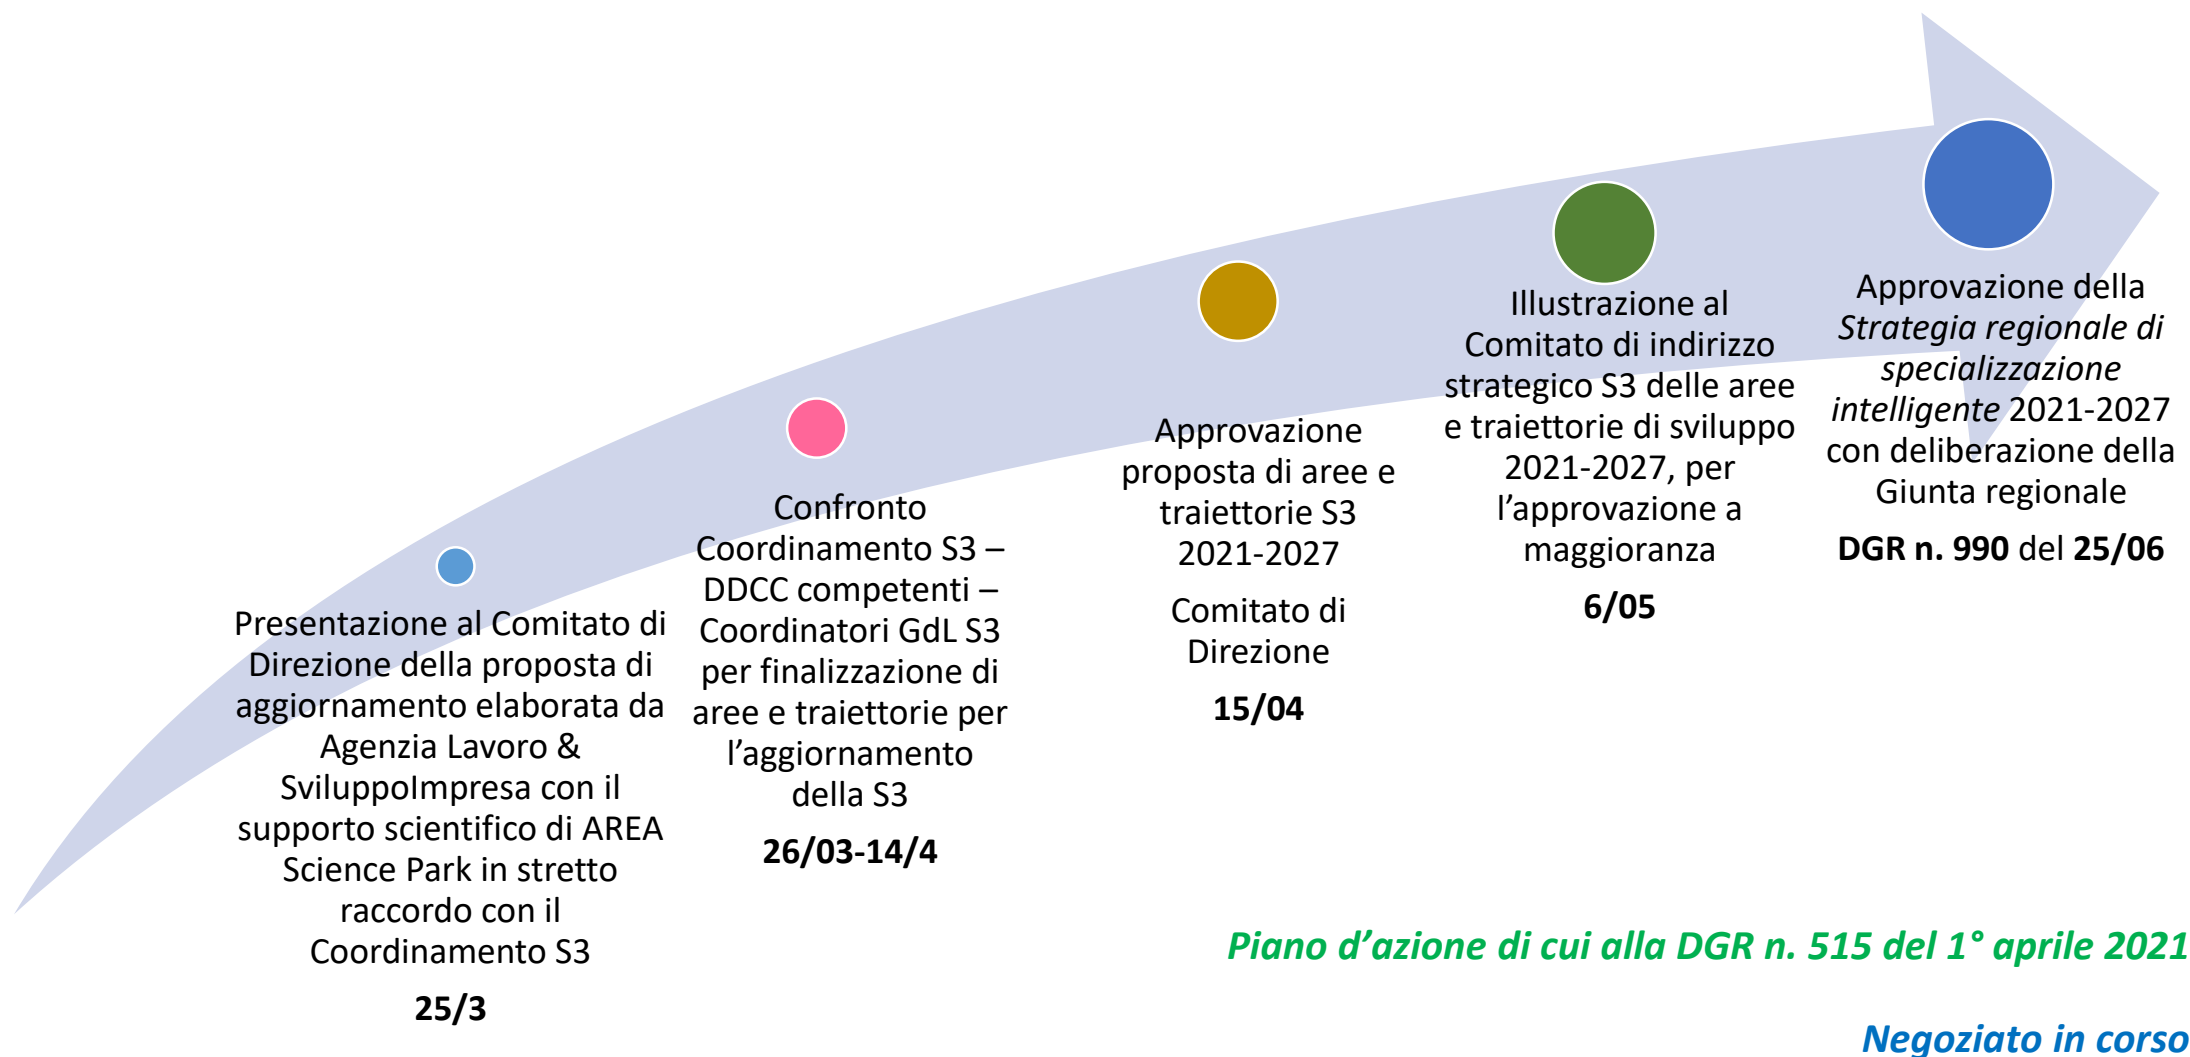 Presentazione al Comitato di
Direzione della proposta di
aggiornamento elaborata da
Agenzia Lavoro &
SviluppoImpresa con il
supporto scientifico di AREA
Science Park in stretto
raccordo con il
Coordinamento S3
25/3
Confronto
Coordinamento S3 –
DDCC competenti –
Coordinatori GdL S3
per finalizzazione di
aree e traiettorie per
l’aggiornamento
della S3
26/03-14/4
Approvazione
proposta di aree e
traiettorie S3
2021-2027
Comitato di
Direzione
15/04
Illustrazione al
Comitato di indirizzo
strategico S3 delle aree
e traiettorie di sviluppo
2021-2027, per
l’approvazione a
maggioranza
6/05
Approvazione della
Strategia regionale di
specializzazione
intelligente 2021-2027
con deliberazione della
Giunta regionale
DGR n. 990 del 25/06
Piano d’azione di cui alla DGR n. 515 del 1° aprile 2021
Negoziato in corso